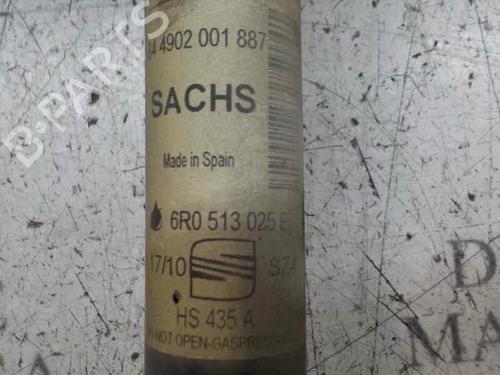 4902 001 887
SACHS
Made in Spain
6R0 513 025 E
17/10
HS 435 A
NOT OPEN-GASPRESS
B-PARTS